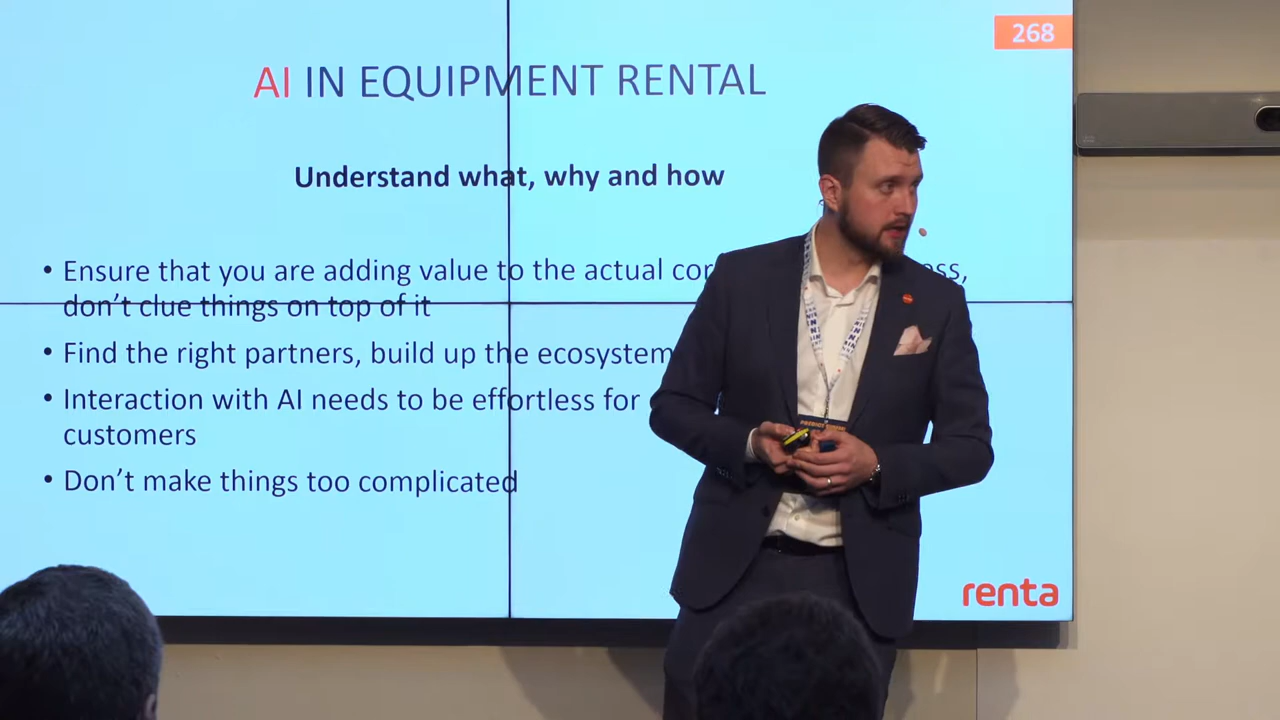 268
AI IN EQUIPMENT RENTAL
Understand what, why and how
• Ensure that you are adding value to the actual
don’t clue things on top of it
• Find the right partners, build up the ecosystem
• Interaction with AI needs to be effortless for
customers
• Don’t make things too complicated
renta